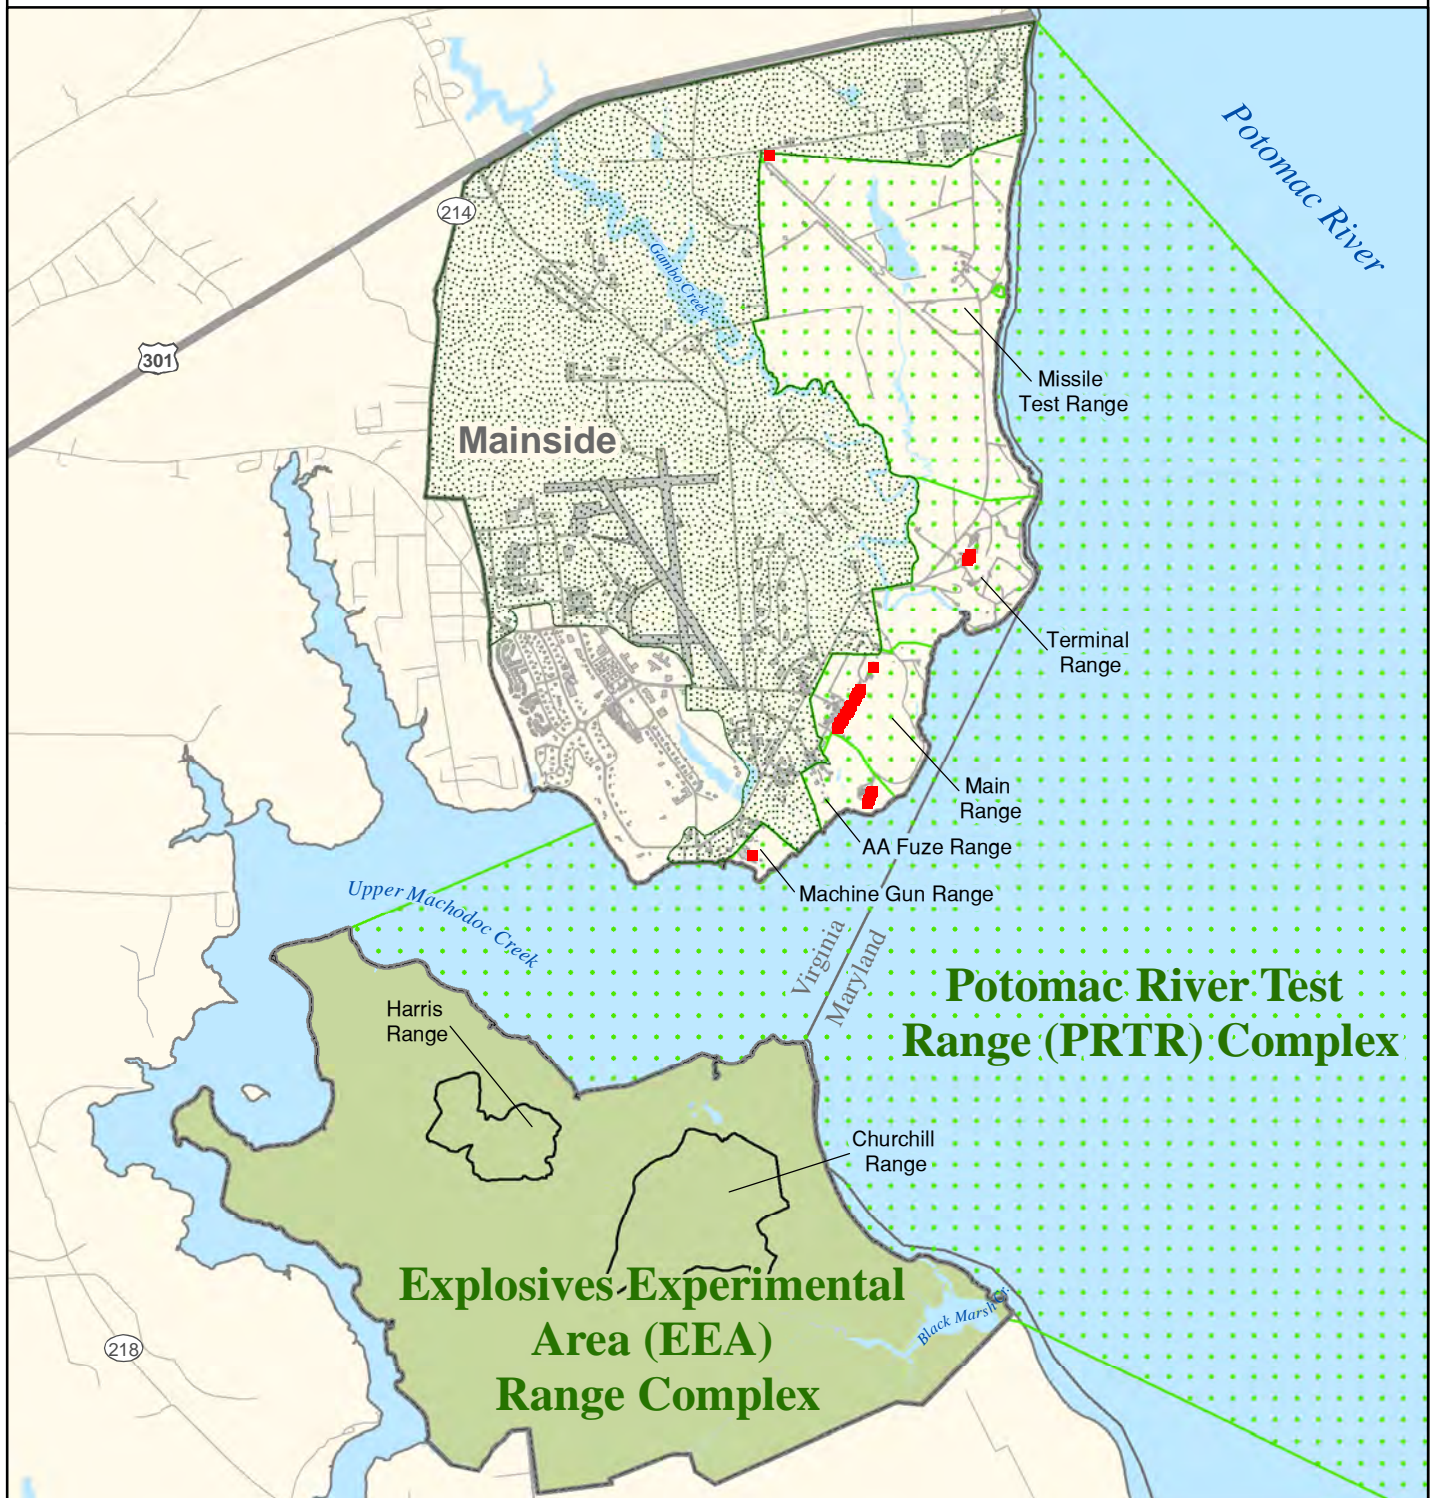 Potomac River
214
Gambo Creek
301
Missile
Test Range
Mainside
Terminal
Range
Main
Range
AA Fuze Range
Machine Gun Range
Upper Machodoc Creek
Virginia
Maryland
Potomac River Test
Range (PRTR) Complex
Harris
Range
Churchill
Range
Explosives Experimental
Area (EEA)
Range Complex
Black Marsh Cr.
218